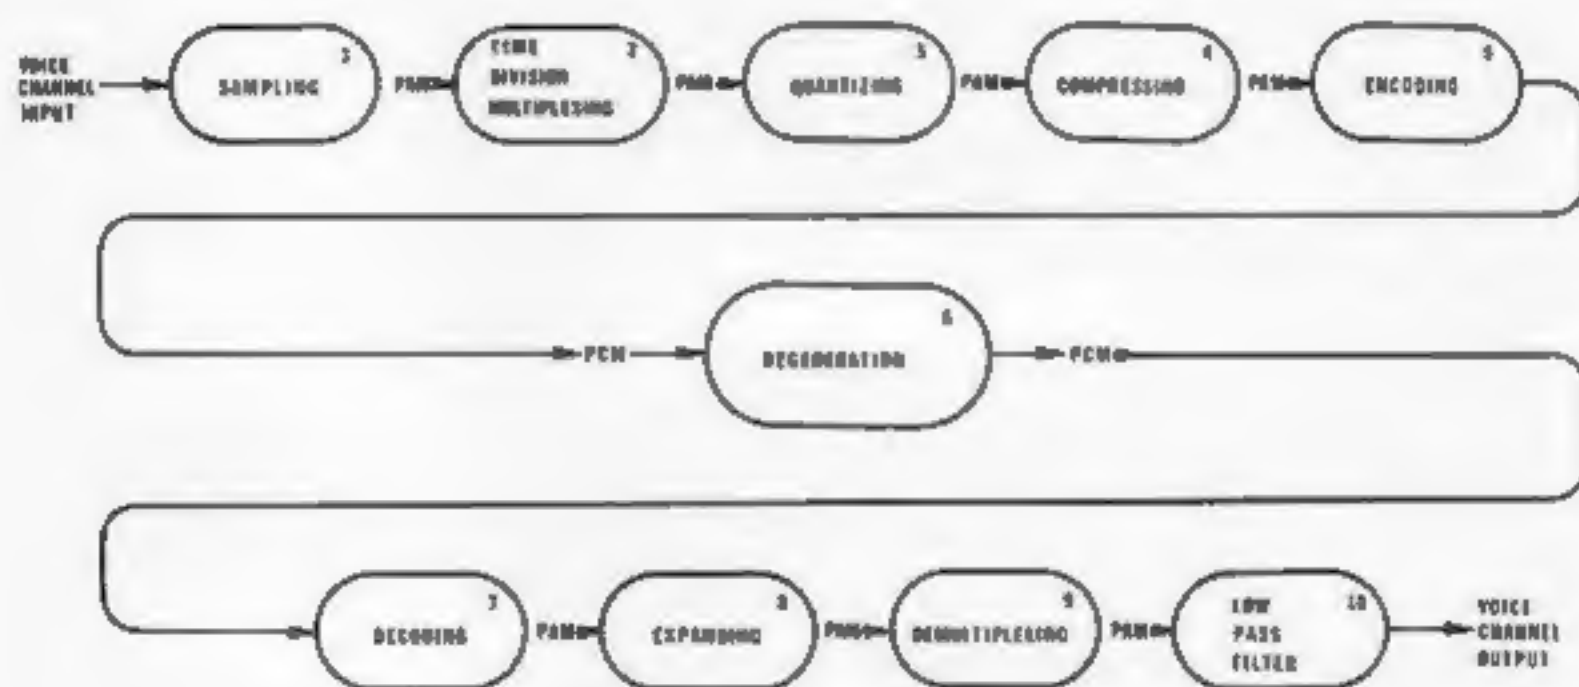 VOICE
CHANNEL
INPUT
1
SAMPLING
PAM
2
TIME
DIVISION
MULTIPLEXING
PAM
3
QUANTIZING
PAM
4
COMPRESSING
PAM
5
ENCODING
PCM
6
REGENERATION
PCM
7
DECODING
PAM
8
EXPANDING
PAM
9
DEMULTIPLEXING
PAM
10
LOW
PASS
FILTER
VOICE
CHANNEL
OUTPUT